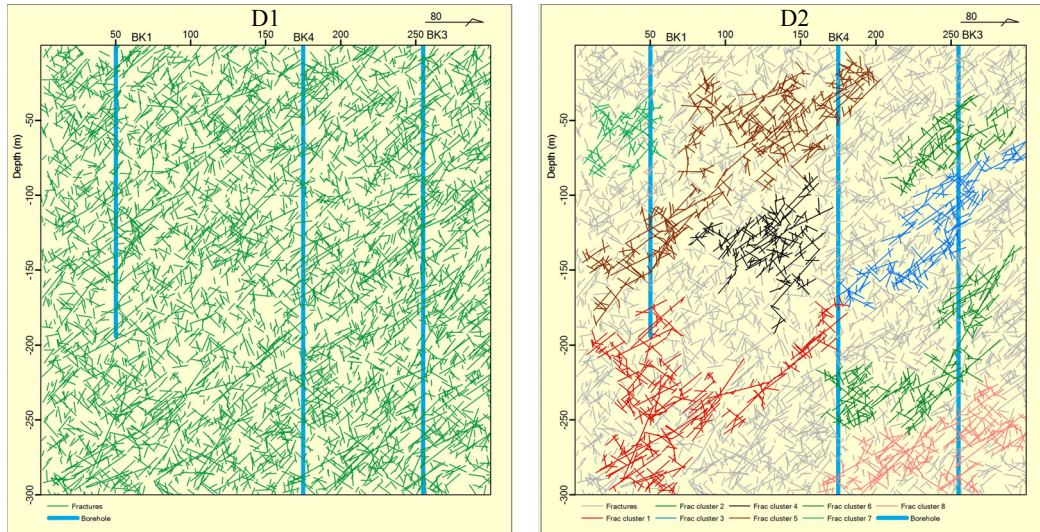 D1
80
50 BK1 100 BK4 150 200 250 BK3
Depth (m)
-50
-100
-150
-200
-250
-300
Fractures
Borehole
D2
80
50 BK1 100 150 BK4 200 250 BK3
Depth (m)
-50
-100
-150
-200
-250
-300
Fractures Frac cluster 2 Frac cluster 4 Frac cluster 6 Frac cluster 8
Frac cluster 1 Frac cluster 3 Frac cluster 5 Frac cluster 7 Borehole